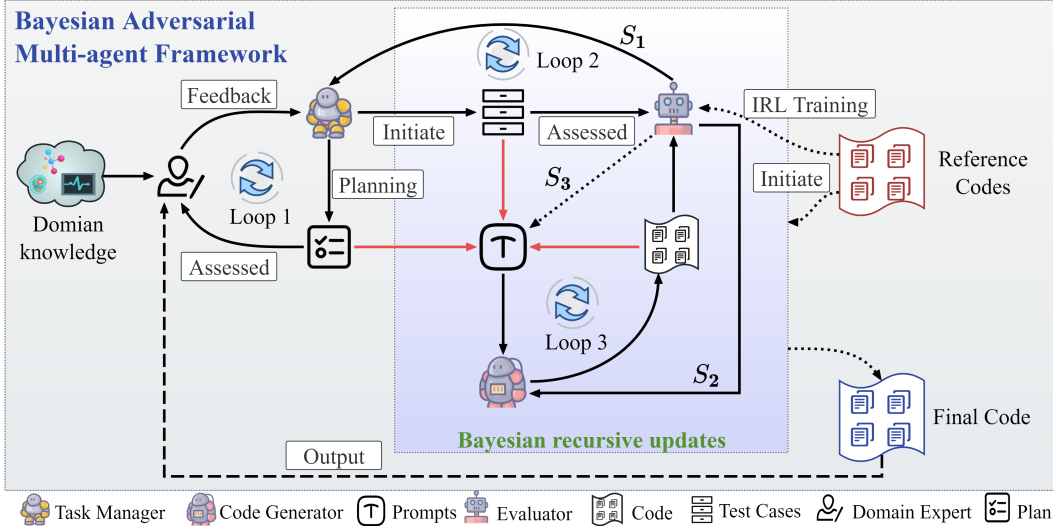 Bayesian Adversarial
Multi-agent Framework
S1
Loop 2
Feedback
Initiate
Assessed
IRL Training
Reference
Codes
Initiate
Planning
S3
Loop 1
Domian
knowledge
Assessed
T
Loop 3
S2
Final Code
Bayesian recursive updates
Output
Task Manager
Code Generator
T
Prompts
Evaluator
Code
Test Cases
Domain Expert
Plan